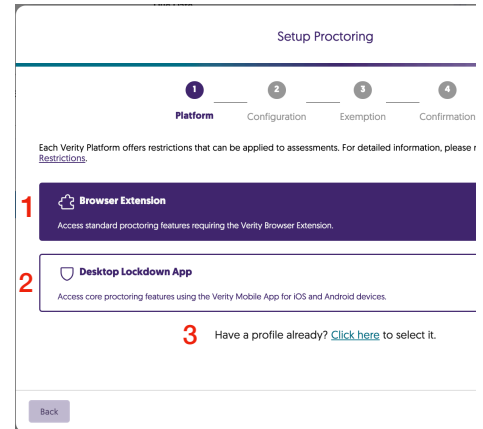 Setup Proctoring
1 2 3 4
Platform Configuration Exemption Confirmation
Each Verity Platform offers restrictions that can be applied to assessments. For detailed information, please
Restrictions.
1
Browser Extension
Access standard proctoring features requiring the Verity Browser Extension.
2
Desktop Lockdown App
Access core proctoring features using the Verity Mobile App for iOS and Android devices.
3 Have a profile already? Click here to select it.
Back